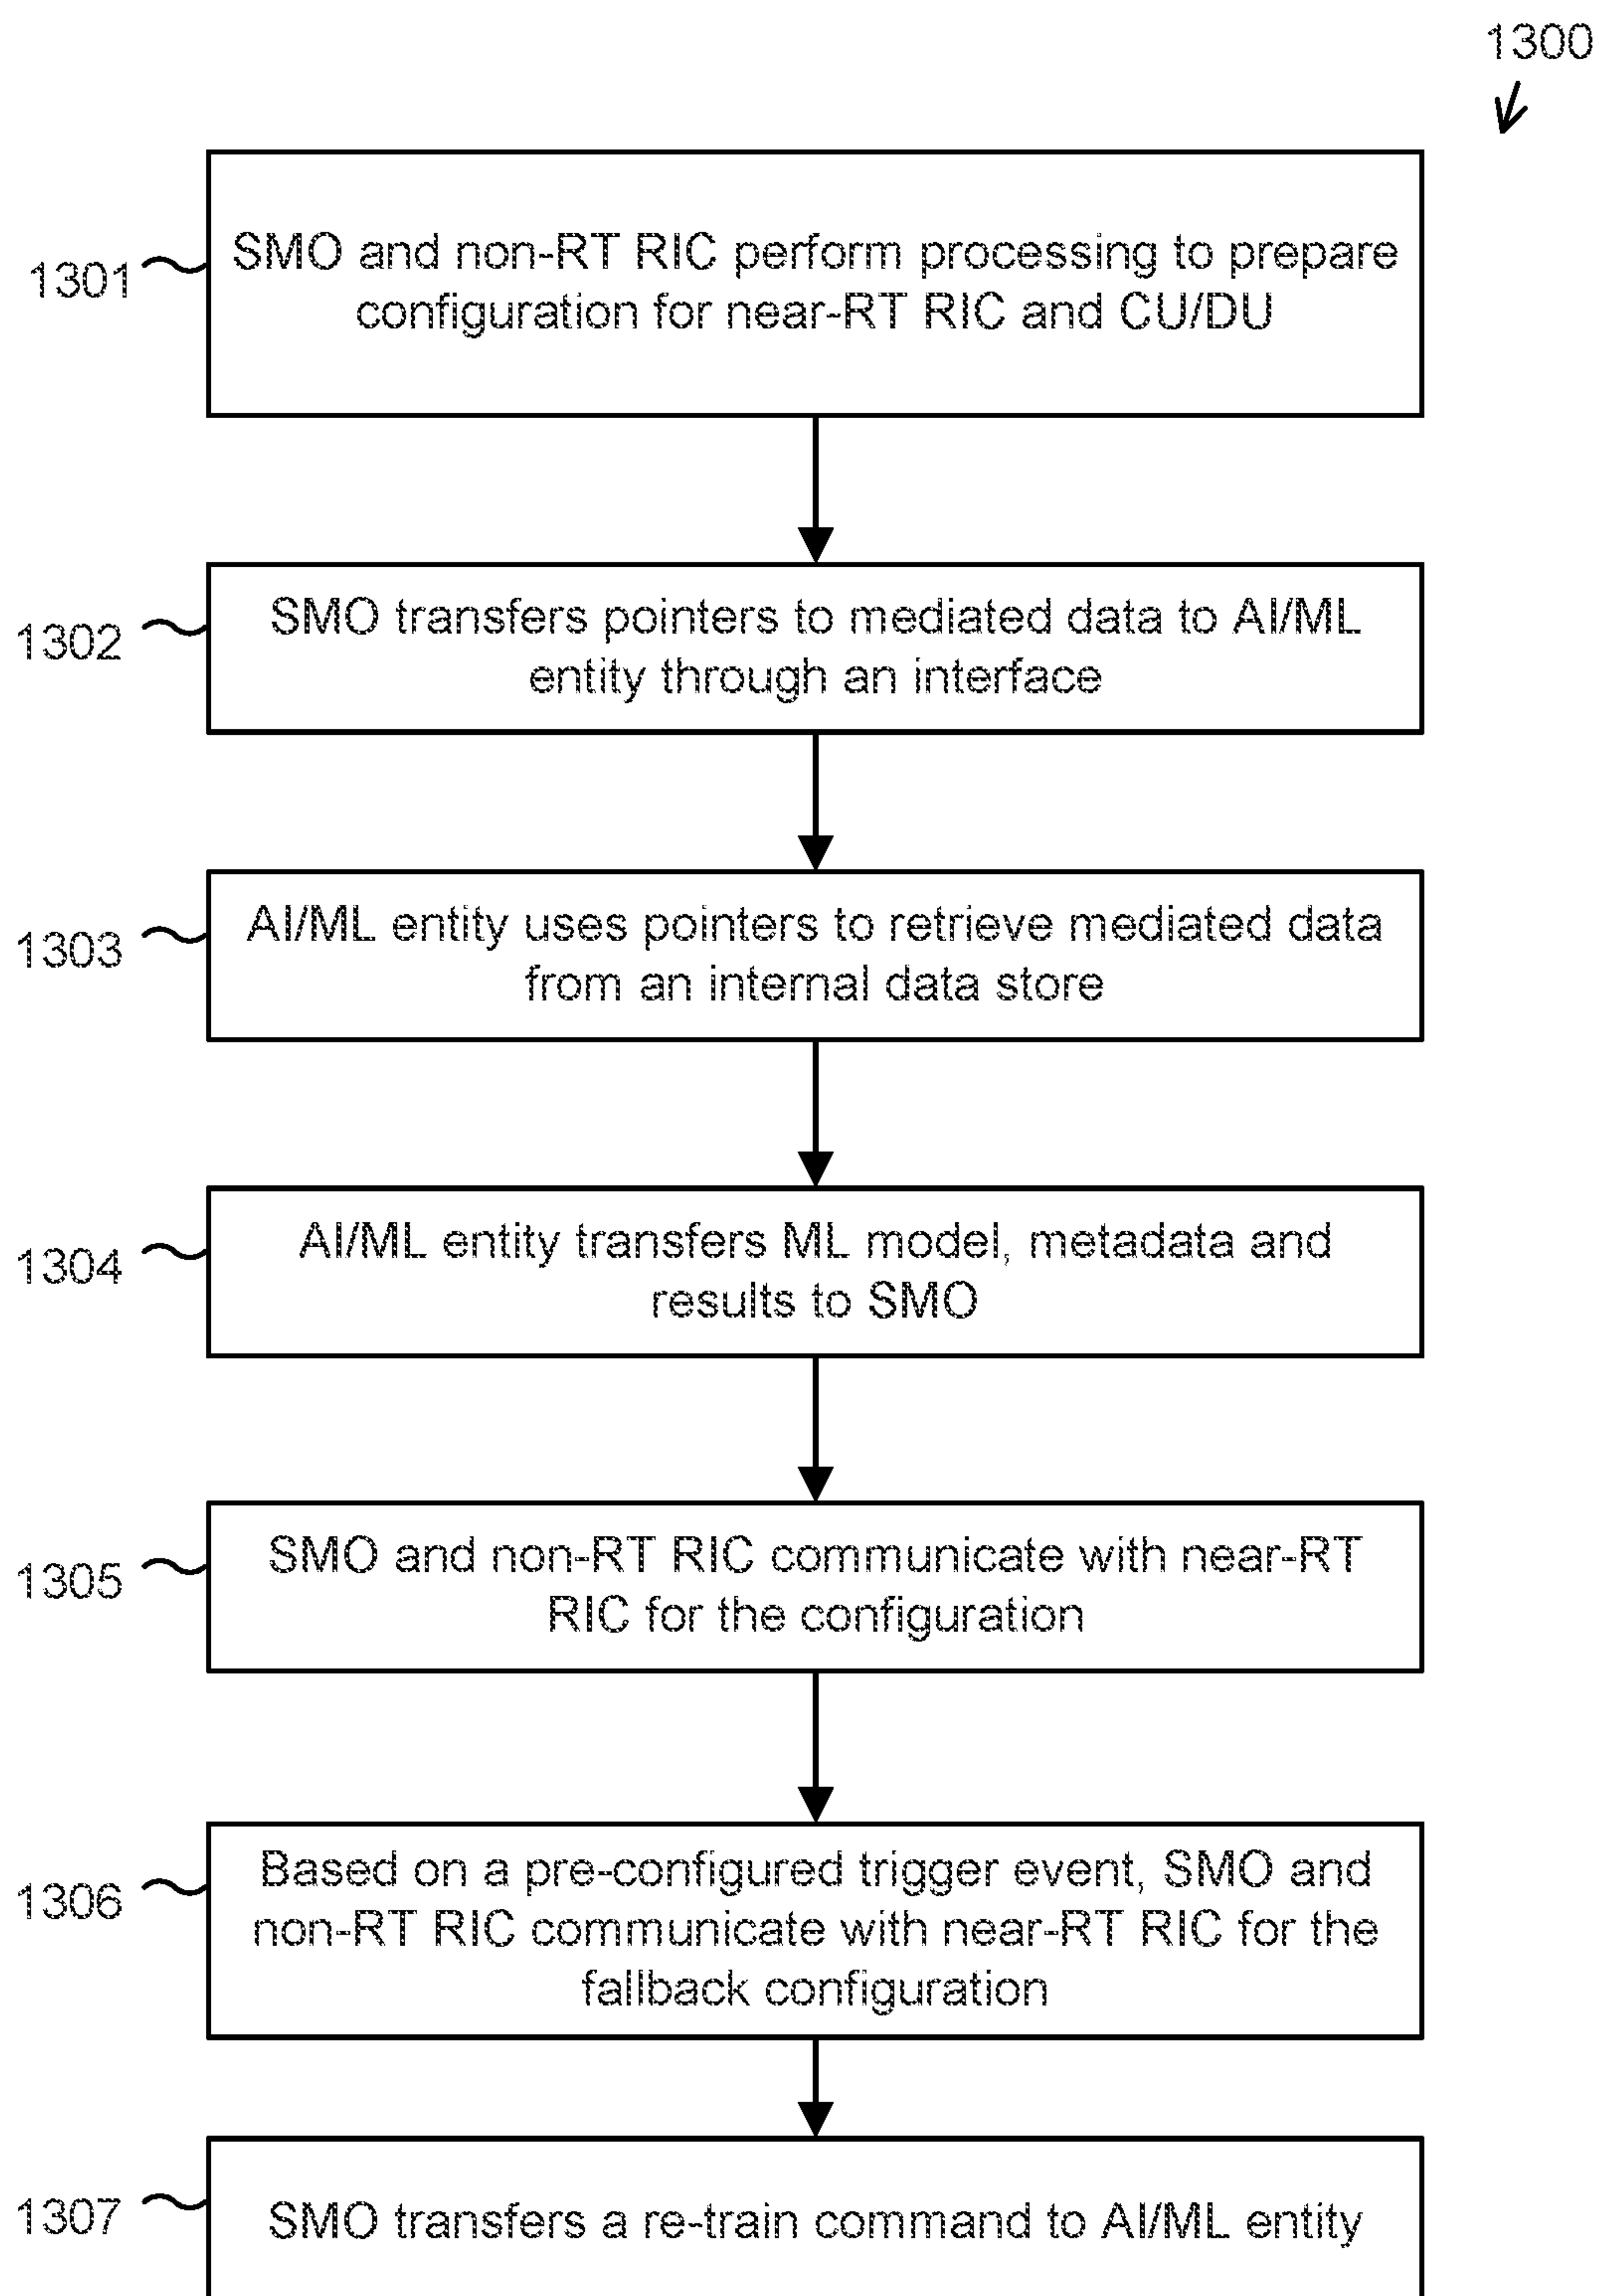 1300
1301
SMO and non-RT RIC perform processing to prepare
configuration for near-RT RIC and CU/DU
1302
SMO transfers pointers to mediated data to AI/ML
entity through an interface
1303
AI/ML entity uses pointers to retrieve mediated data
from an internal data store
1304
AI/ML entity transfers ML model, metadata and
results to SMO
1305
SMO and non-RT RIC communicate with near-RT
RIC for the configuration
1306
Based on a pre-configured trigger event, SMO and
non-RT RIC communicate with near-RT RIC for the
fallback configuration
1307
SMO transfers a re-train command to AI/ML entity